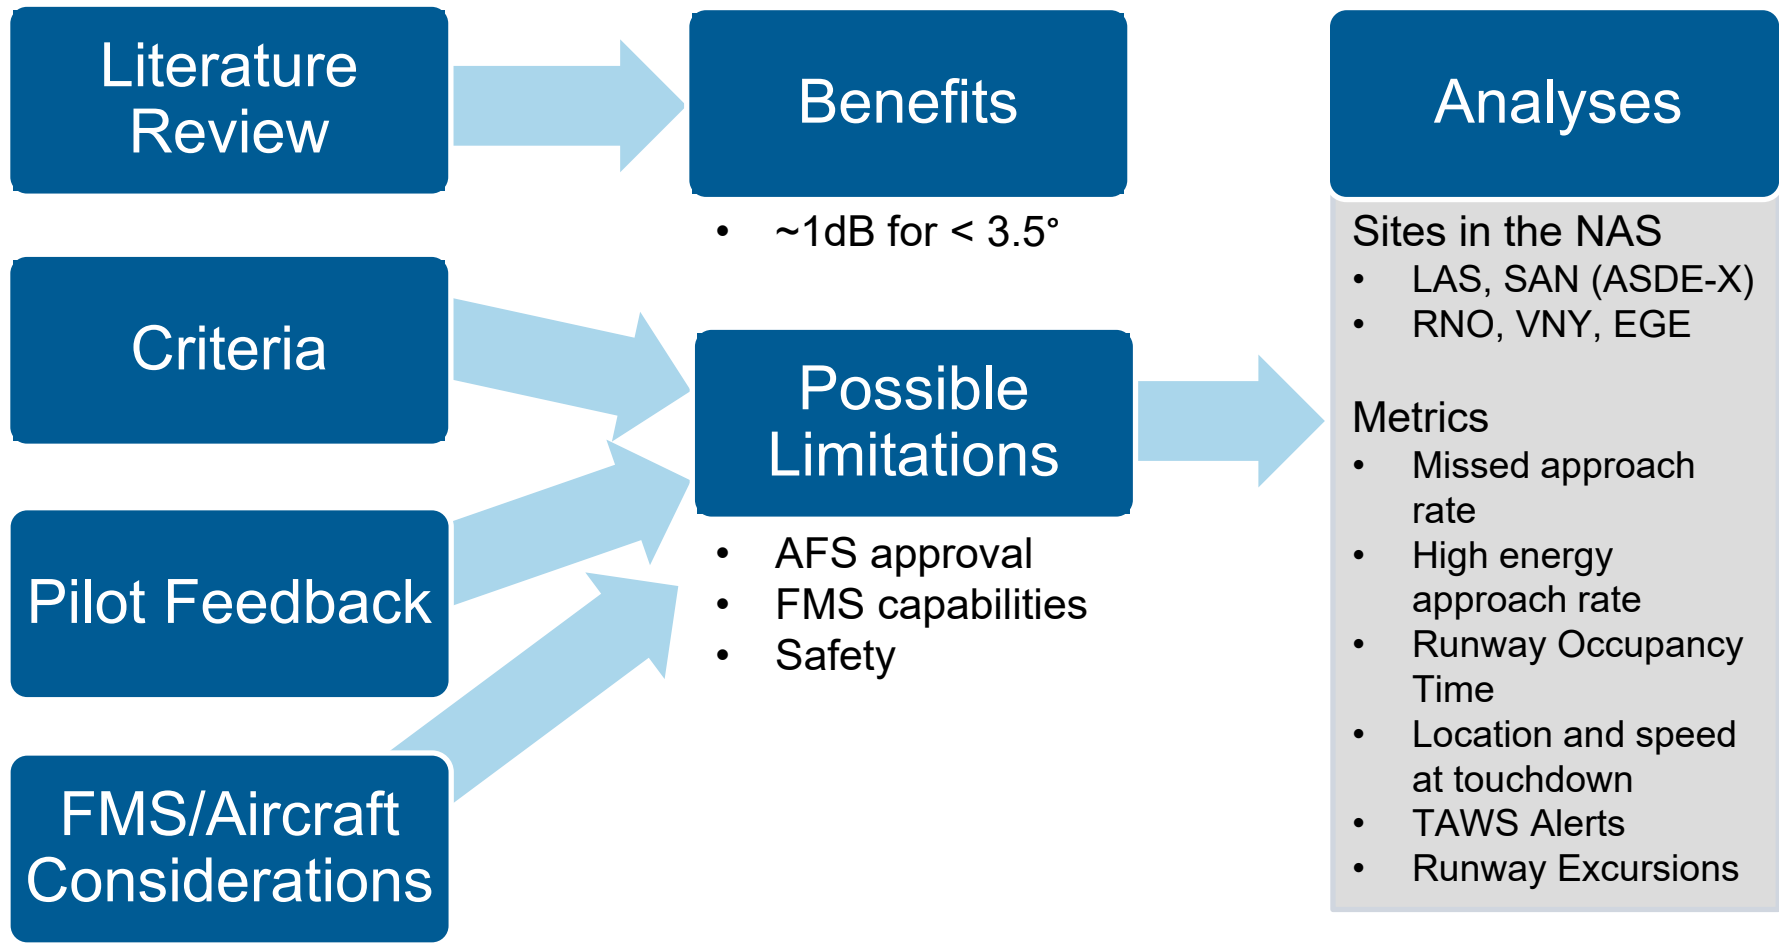 Literature
Review
Benefits
• ~1dB for < 3.5°
Criteria
Pilot Feedback
FMS/Aircraft
Considerations
Possible
Limitations
• AFS approval
• FMS capabilities
• Safety
Analyses
Sites in the NAS
• LAS, SAN (ASDE-X)
• RNO, VNY, EGE
Metrics
• Missed approach
rate
• High energy
approach rate
• Runway Occupancy
Time
• Location and speed
at touchdown
• TAWS Alerts
• Runway Excursions